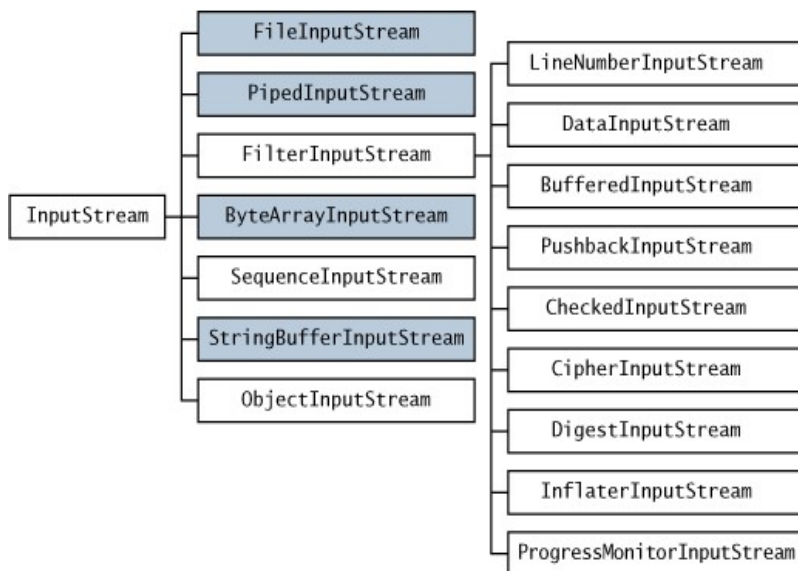 InputStream
FileInputStream
PipedInputStream
FilterInputStream
ByteArrayInputStream
SequenceInputStream
StringBufferInputStream
ObjectInputStream
LineNumberInputStream
DataInputStream
BufferedInputStream
PushbackInputStream
CheckedInputStream
CipherInputStream
DigestInputStream
InflaterInputStream
ProgressMonitorInputStream